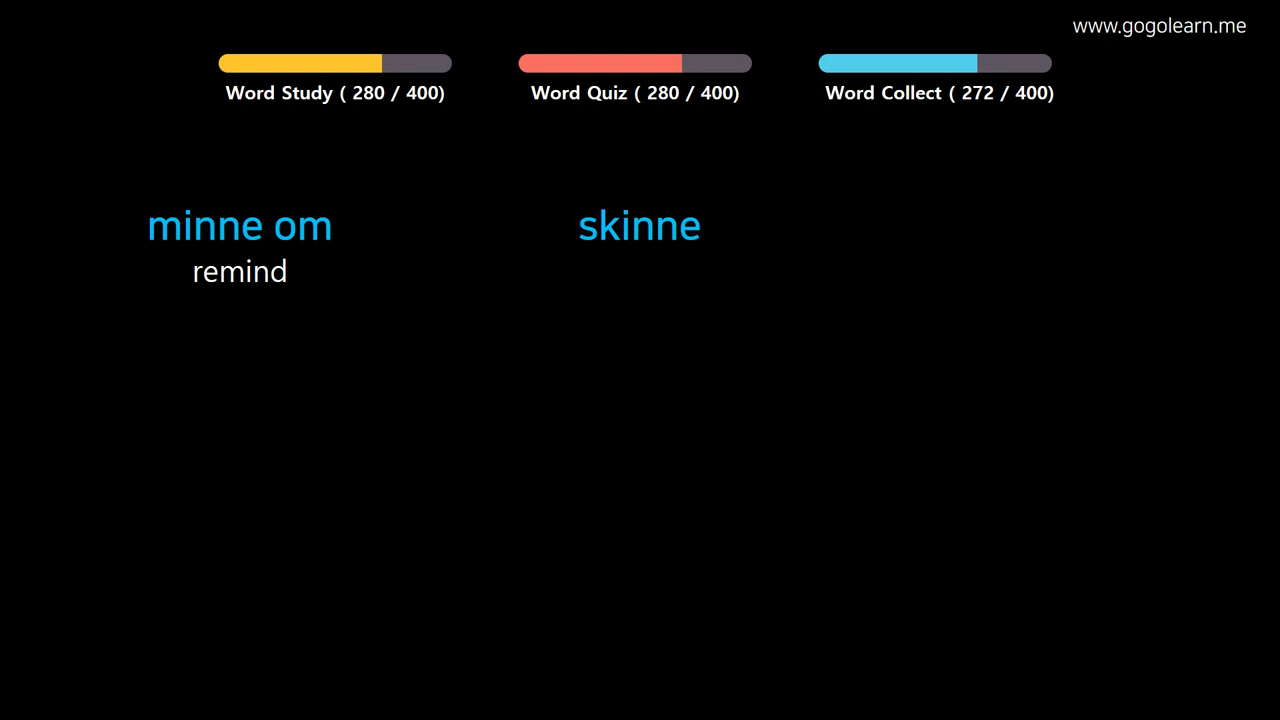 www.gogolearn.me
Word Study ( 280 / 400)
Word Quiz ( 280 / 400)
Word Collect ( 272 / 400)
minne om
remind
skinne